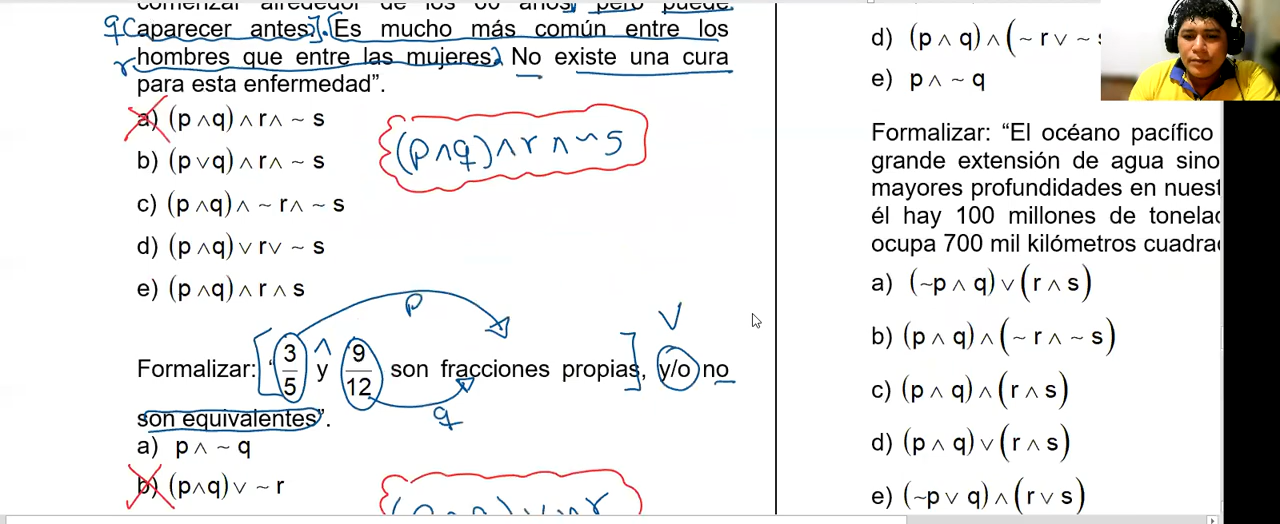 comenzar alrededor de los 60 años, pero puede
q aparecer antes]. [Es mucho más común entre los
r hombres que entre las mujeres. No existe una cura
para esta enfermedad”.
a) (p ∧q) ∧ r∧ ~ s
(p∧q)∧r∧~s
b) (p ∨q) ∧ r∧ ~ s
c) (p ∧q) ∧ ~ r∧ ~ s
d) (p ∧q) ∨ r∨ ~ s
e) (p ∧q) ∧ r ∧ s
p
∨
∧
Formalizar: [“3/5 y 9/12 son fracciones propias], y/o no
q
son equivalentes”.
a) p ∧ ~ q
b) (p∧q) ∨ ~ r
(p∧q)∨~r
d) (p ∧ q) ∧ (~ r ∨ ~
e) p ∧ ~ q
Formalizar: “El océano pacífico
grande extensión de agua sino
mayores profundidades en
él hay 100 millones de
ocupa 700 mil kilómetros
a) (~p ∧ q) ∨ (r ∧ s)
b) (p ∧ q) ∧ (~ r ∧ ~ s)
c) (p ∧ q) ∧ (r ∧ s)
d) (p ∧ q) ∨ (r ∧ s)
e) (~p ∨ q) ∧ (r ∨ s)